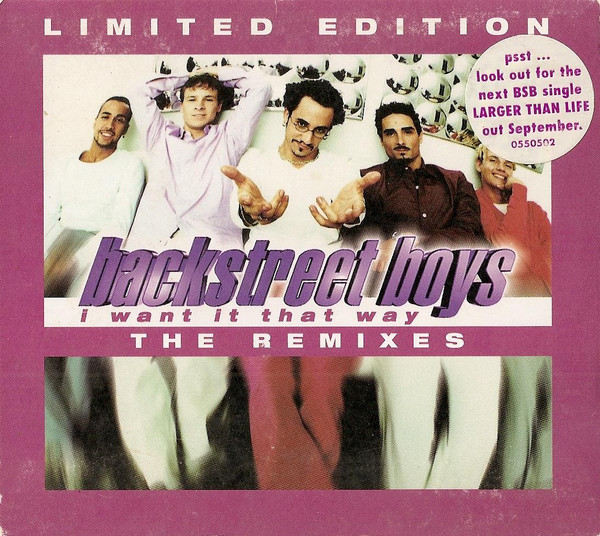 LIMITED EDITION
psst ...
look out for the
next BSB single
LARGER THAN LIFE
out September.
0550502
backstreet boys
i want it that way
THE REMIXES